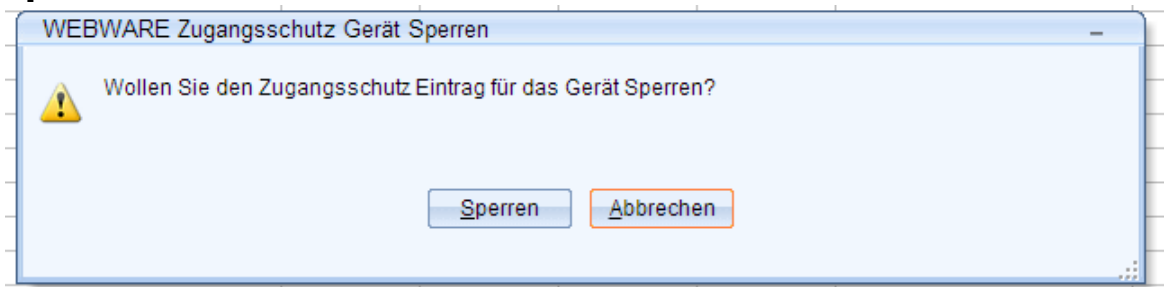 WEBWARE Zugangsschutz Gerät Sperren
Wollen Sie den Zugangsschutz Eintrag für das Gerät Sperren?
Sperren Abbrechen